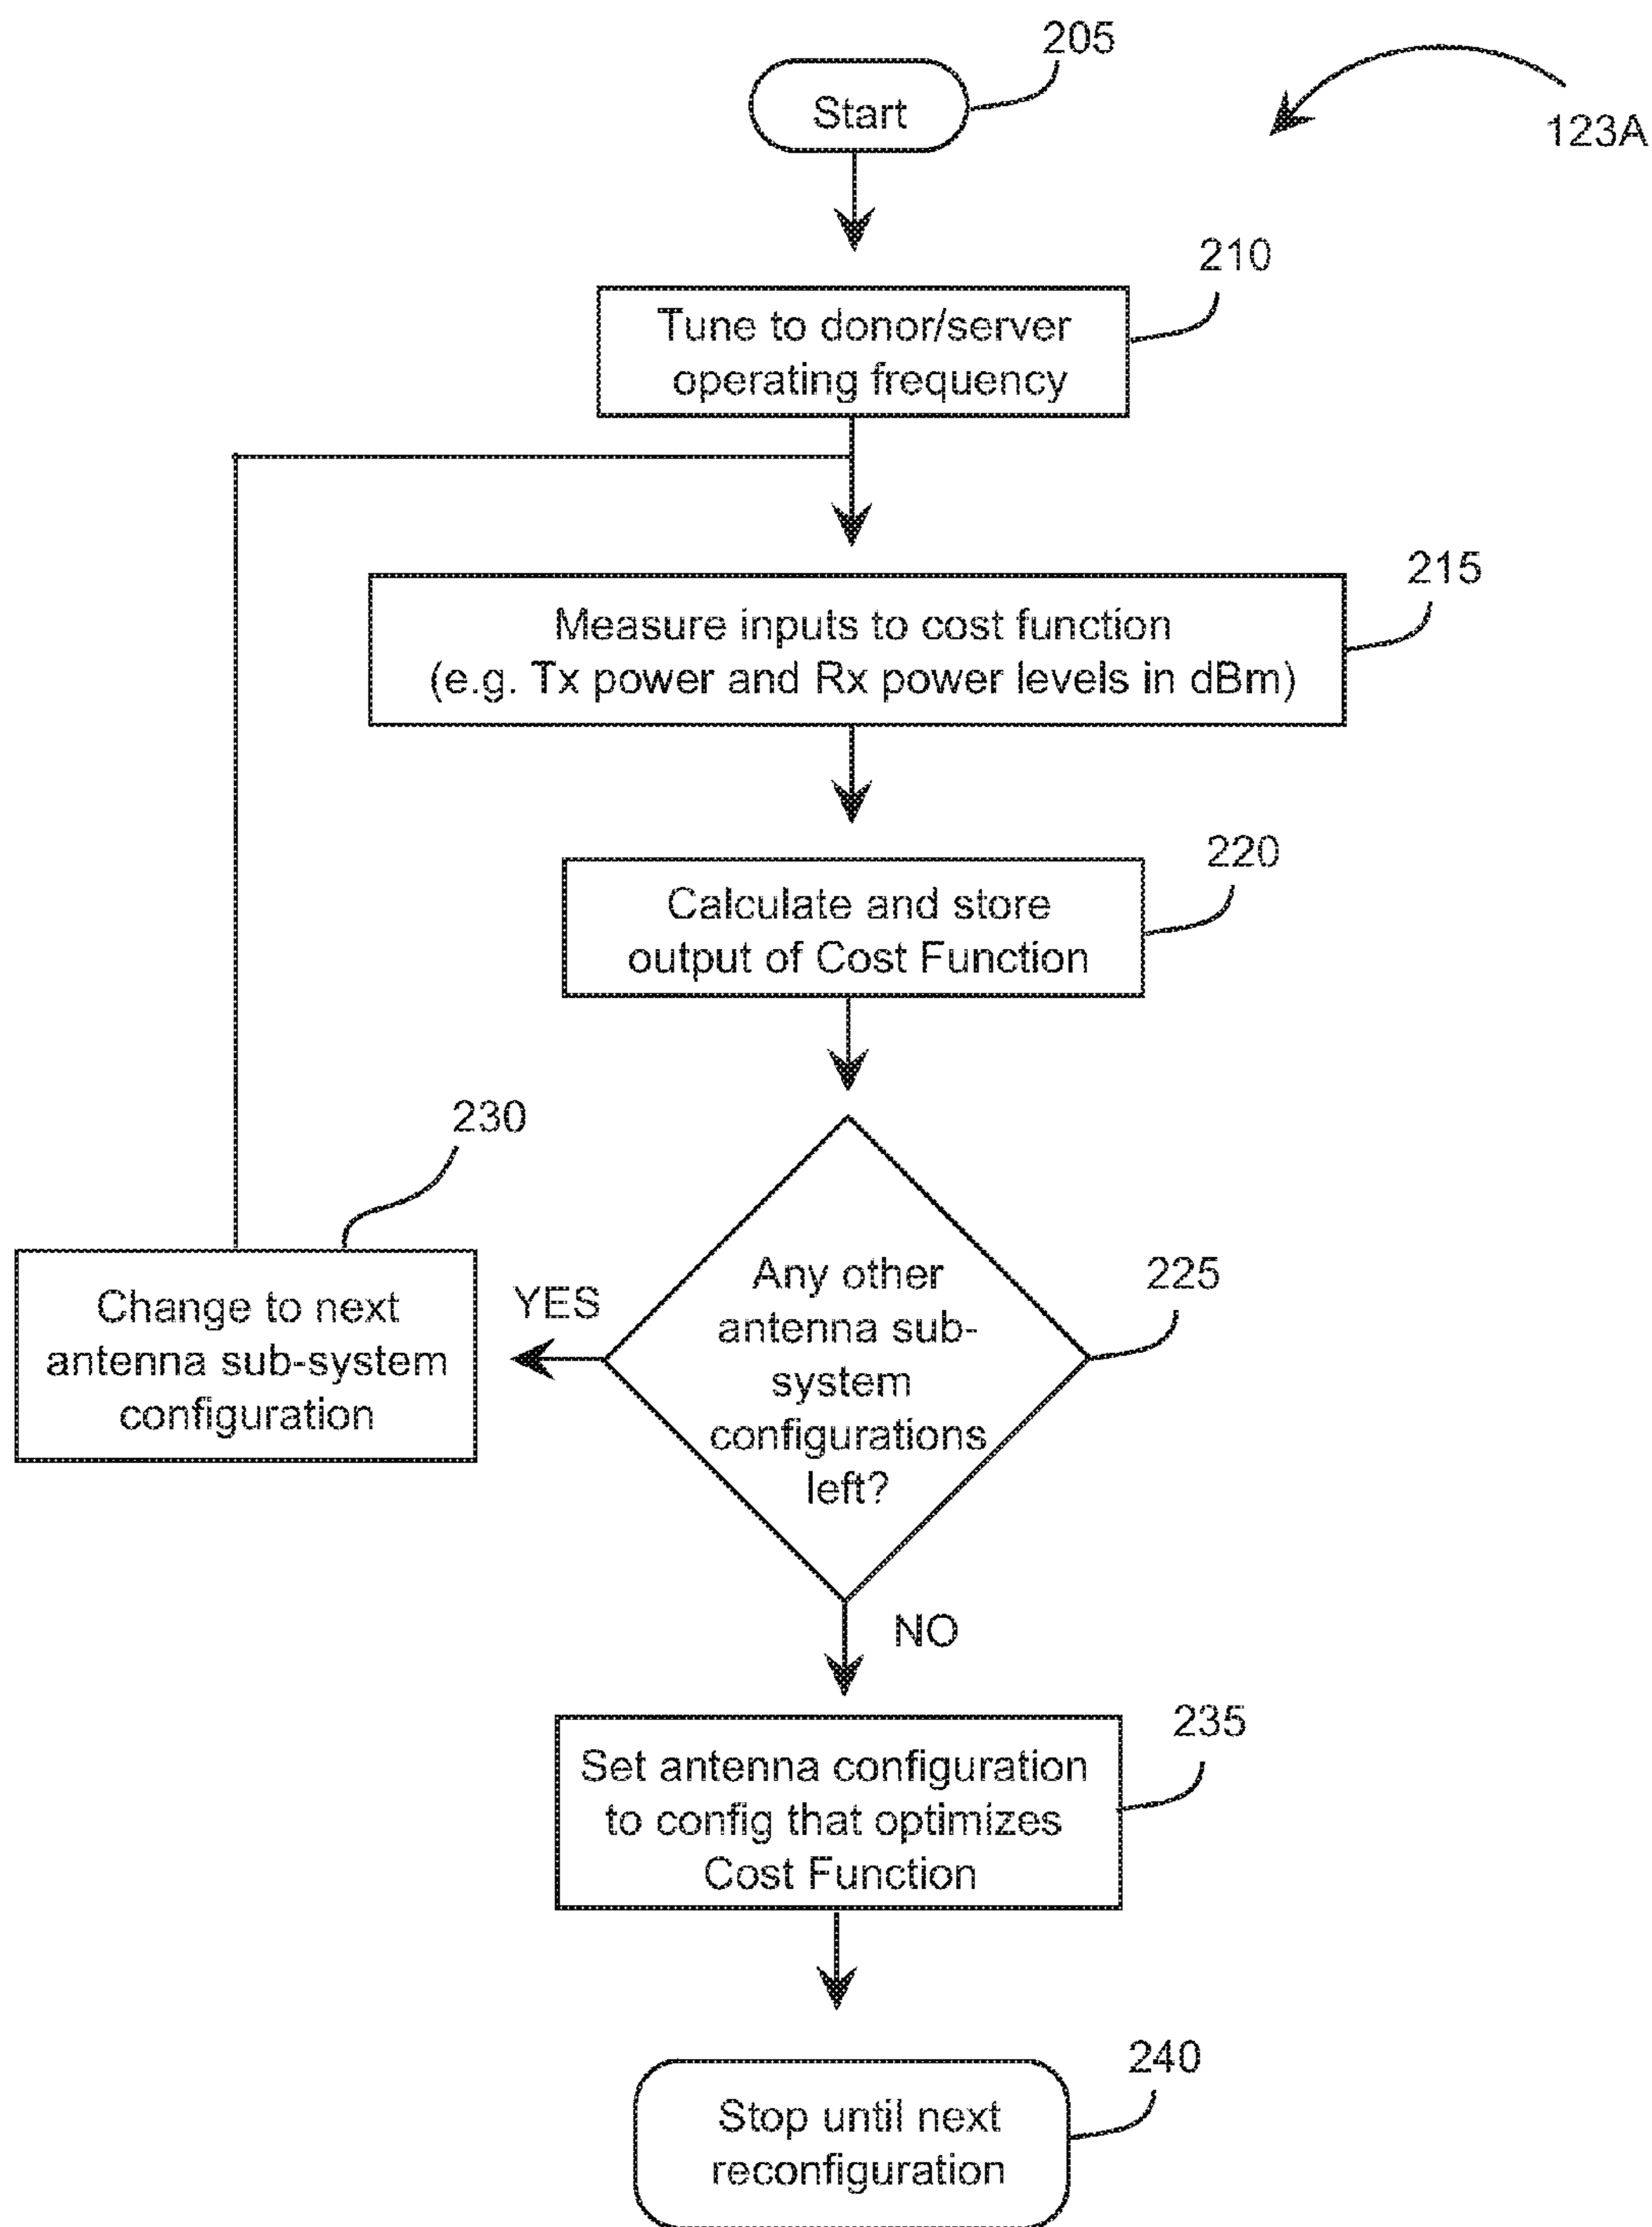 205
Start
123A
210
Tune to donor/server
operating frequency
215
Measure inputs to cost function
(e.g. Tx power and Rx power levels in dBm)
220
Calculate and store
output of Cost Function
230
Change to next
antenna sub-system
configuration
YES
225
Any other
antenna sub-
system
configurations
left?
NO
235
Set antenna configuration
to config that optimizes
Cost Function
240
Stop until next
reconfiguration